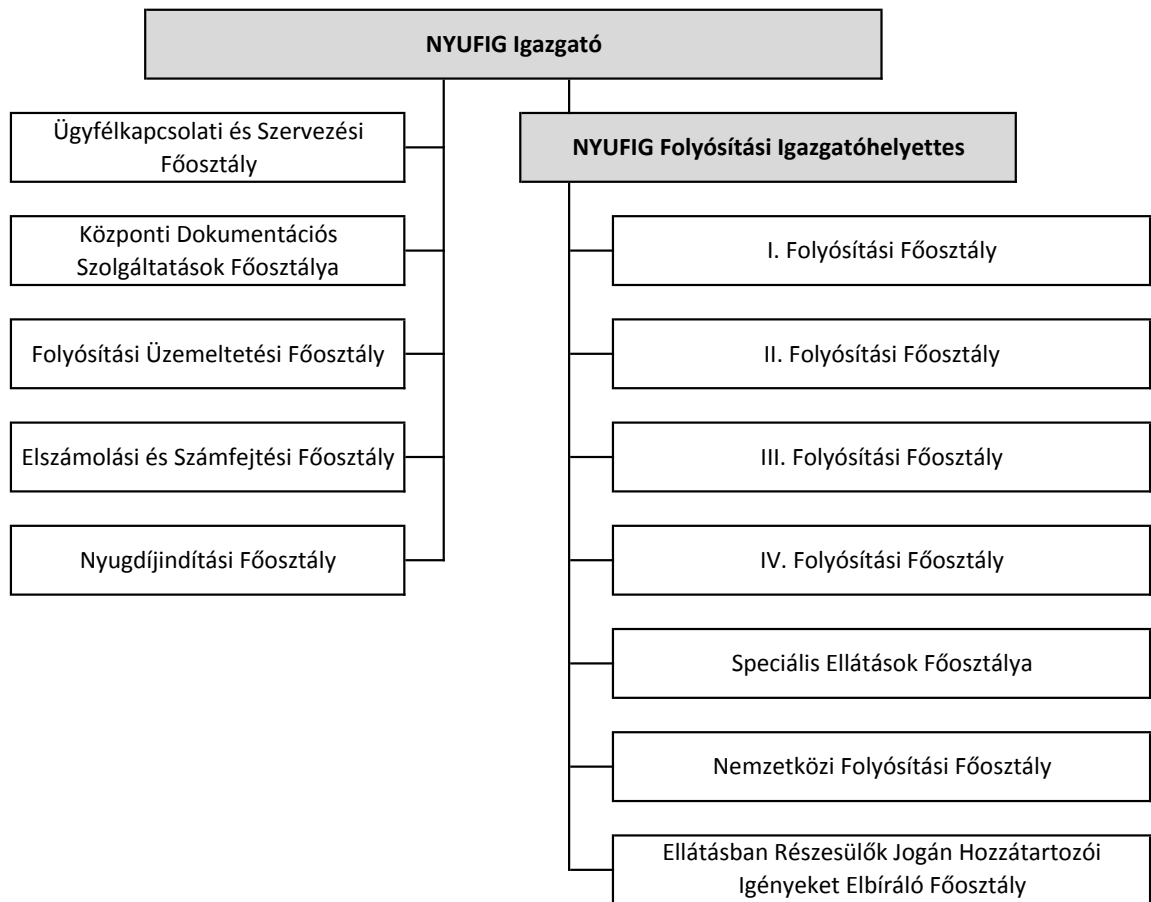 NYUFIG Igazgató
Ügyfélkapcsolati és Szervezési
Főosztály
Központi Dokumentációs
Szolgáltatások Főosztálya
Folyósítási Üzemeltetési Főosztály
Elszámolási és Számfejtési Főosztály
Nyugdíjindítási Főosztály
NYUFIG Folyósítási Igazgatóhelyettes
I. Folyósítási Főosztály
II. Folyósítási Főosztály
III. Folyósítási Főosztály
IV. Folyósítási Főosztály
Speciális Ellátások Főosztálya
Nemzetközi Folyósítási Főosztály
Ellátásban Részesülők Jogán Hozzátartozói
Igényeket Elbíráló Főosztály